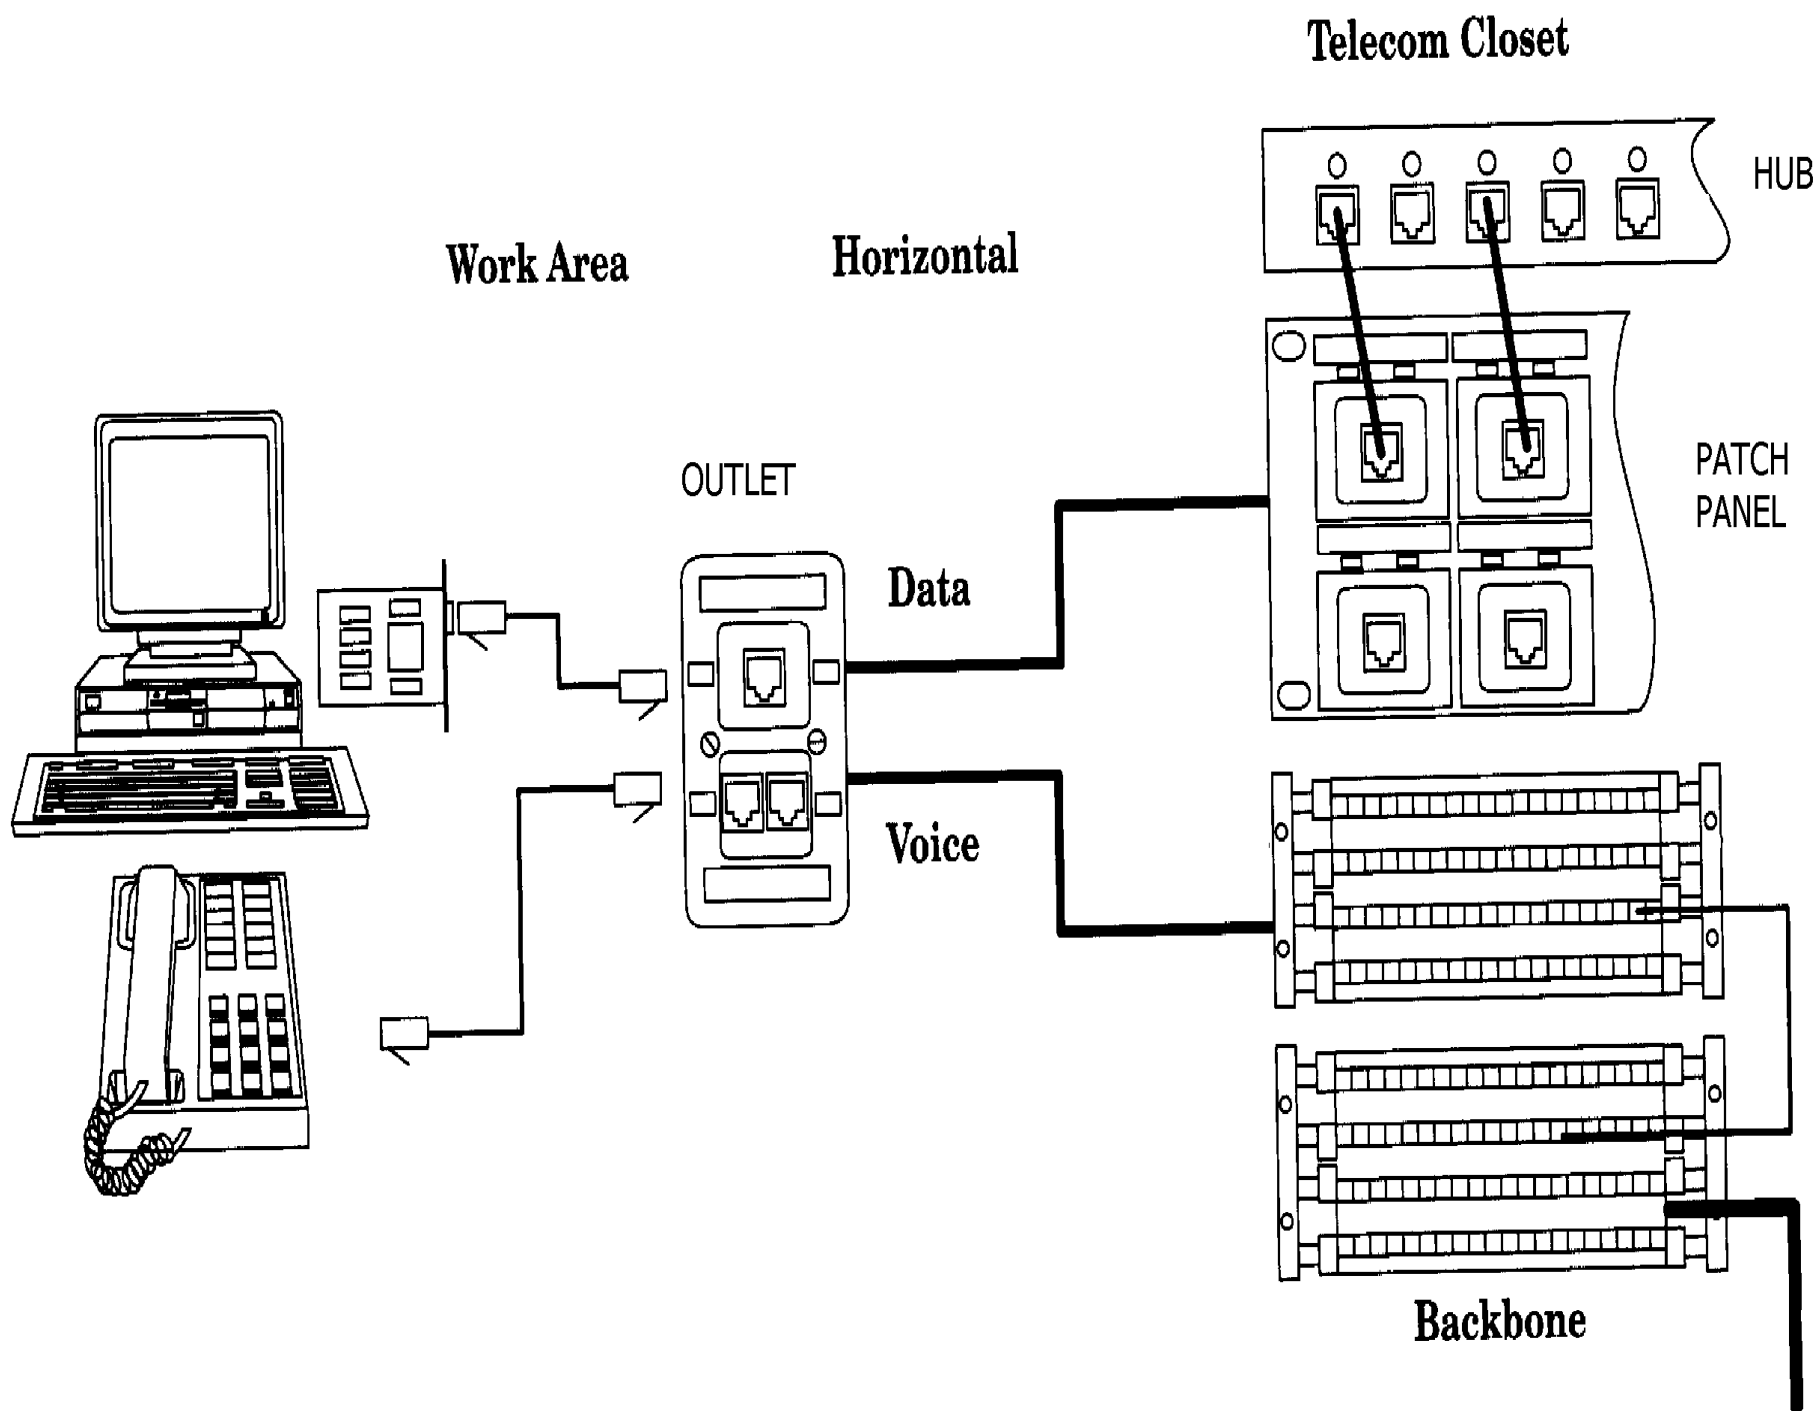 Telecom Closet
HUB
Work Area
Horizontal
OUTLET
PATCH
PANEL
Data
Voice
Backbone